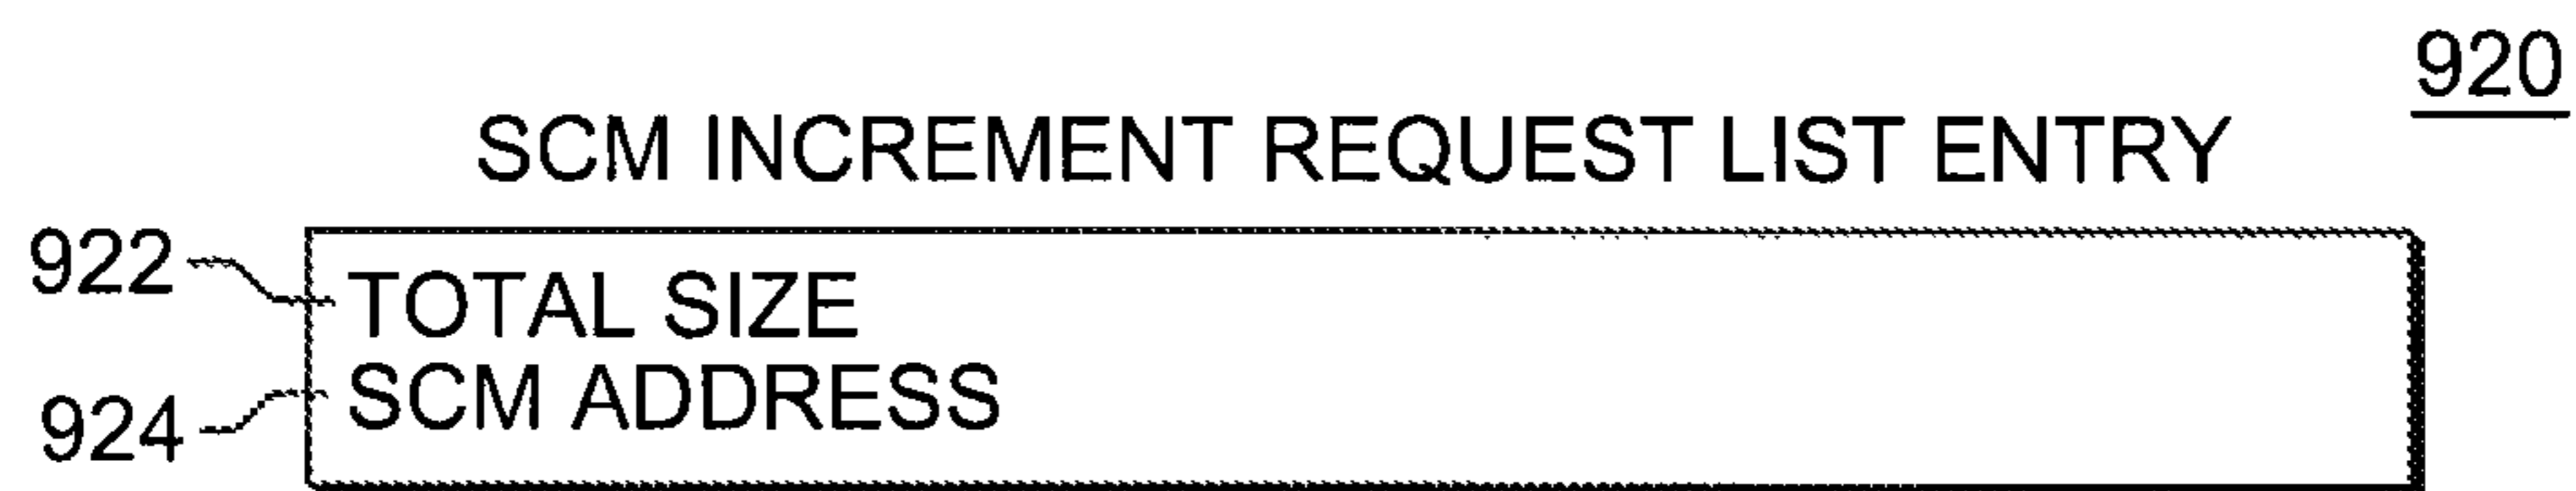 920
SCM INCREMENT REQUEST LIST ENTRY
922
TOTAL SIZE
924
SCM ADDRESS